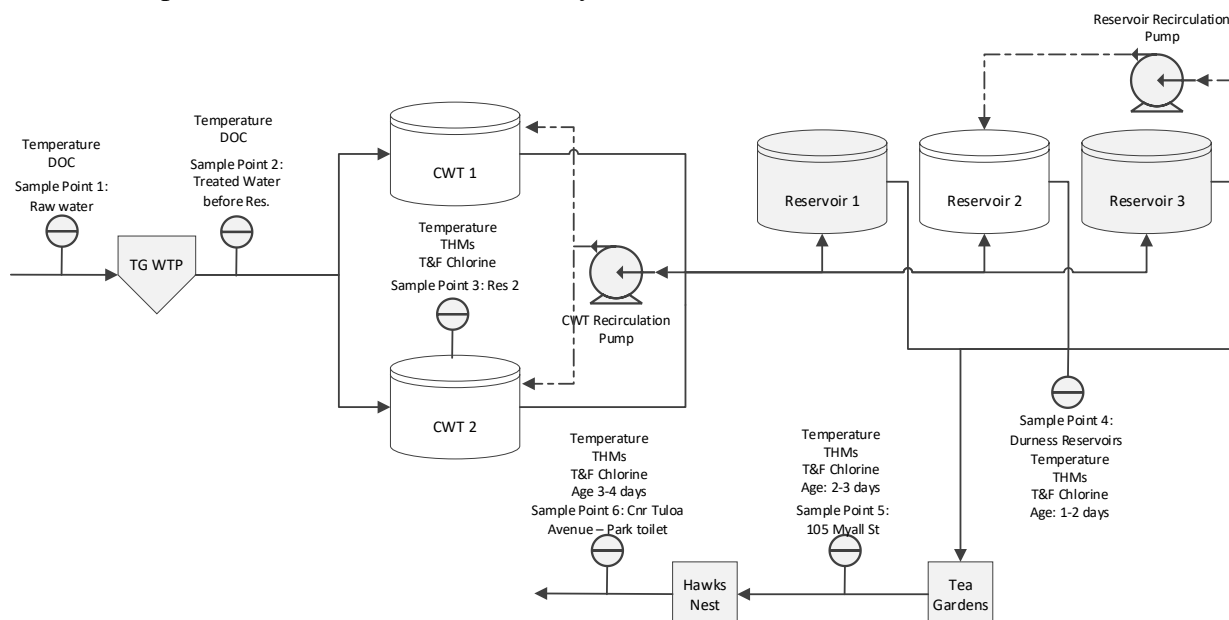 Reservoir Recirculation
Pump
Temperature
DOC
Sample Point 1:
Raw water
Temperature
DOC
Sample Point 2:
Treated Water
before Res.
TG WTP
CWT 1
Temperature
THMs
T&F Chlorine
Sample Point 3: Res 2
CWT 2
CWT Recirculation
Pump
Reservoir 1
Reservoir 2
Reservoir 3
Sample Point 4:
Durness Reservoirs
Temperature
THMs
T&F Chlorine
Age: 1-2 days
Temperature
THMs
T&F Chlorine
Age: 2-3 days
Sample Point 5:
105 Myall St
Temperature
THMs
T&F Chlorine
Age 3-4 days
Sample Point 6: Cnr Tuloa
Avenue – Park toilet
Hawks
Nest
Tea
Gardens